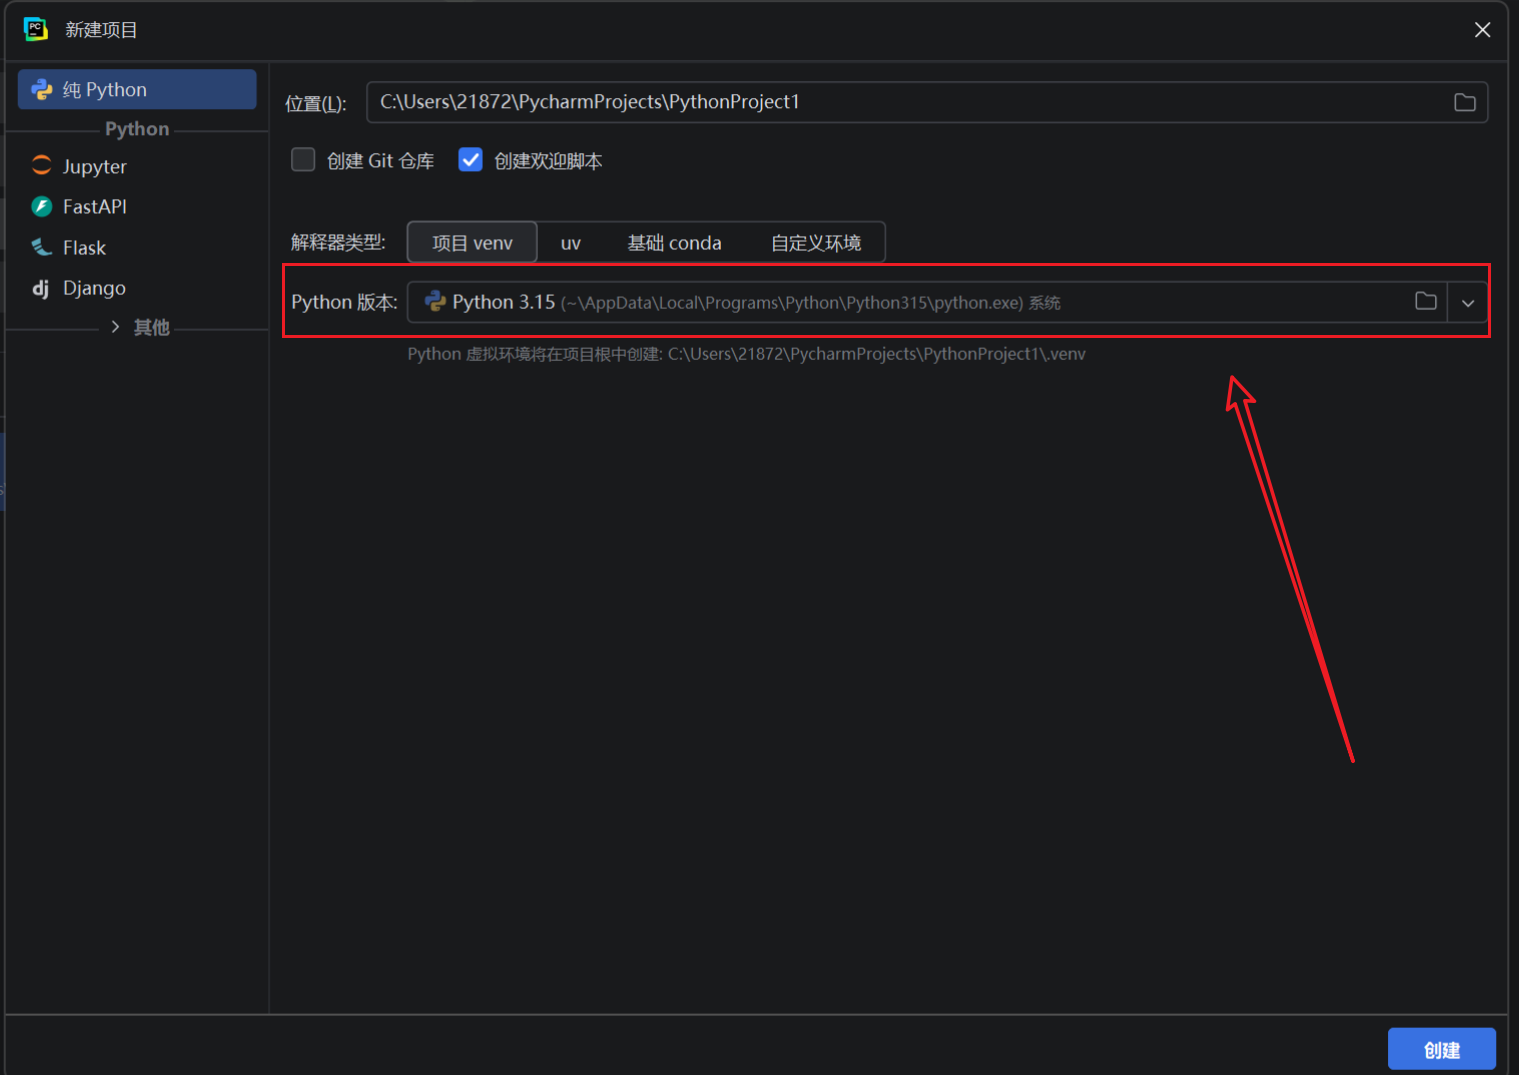 新建项目
纯 Python
Python
Jupyter
FastAPI
Flask
dj Django
其他
位置(L): C:\Users\21872\PycharmProjects\PythonProject1
创建 Git 仓库 创建欢迎脚本
解释器类型: 项目 venv uv 基础 conda 自定义环境
Python 版本: Python 3.15 (~\AppData\Local\Programs\Python\Python315\python.exe) 系统
Python 虚拟环境将在项目根中创建: C:\Users\21872\PycharmProjects\PythonProject1\.venv
创建